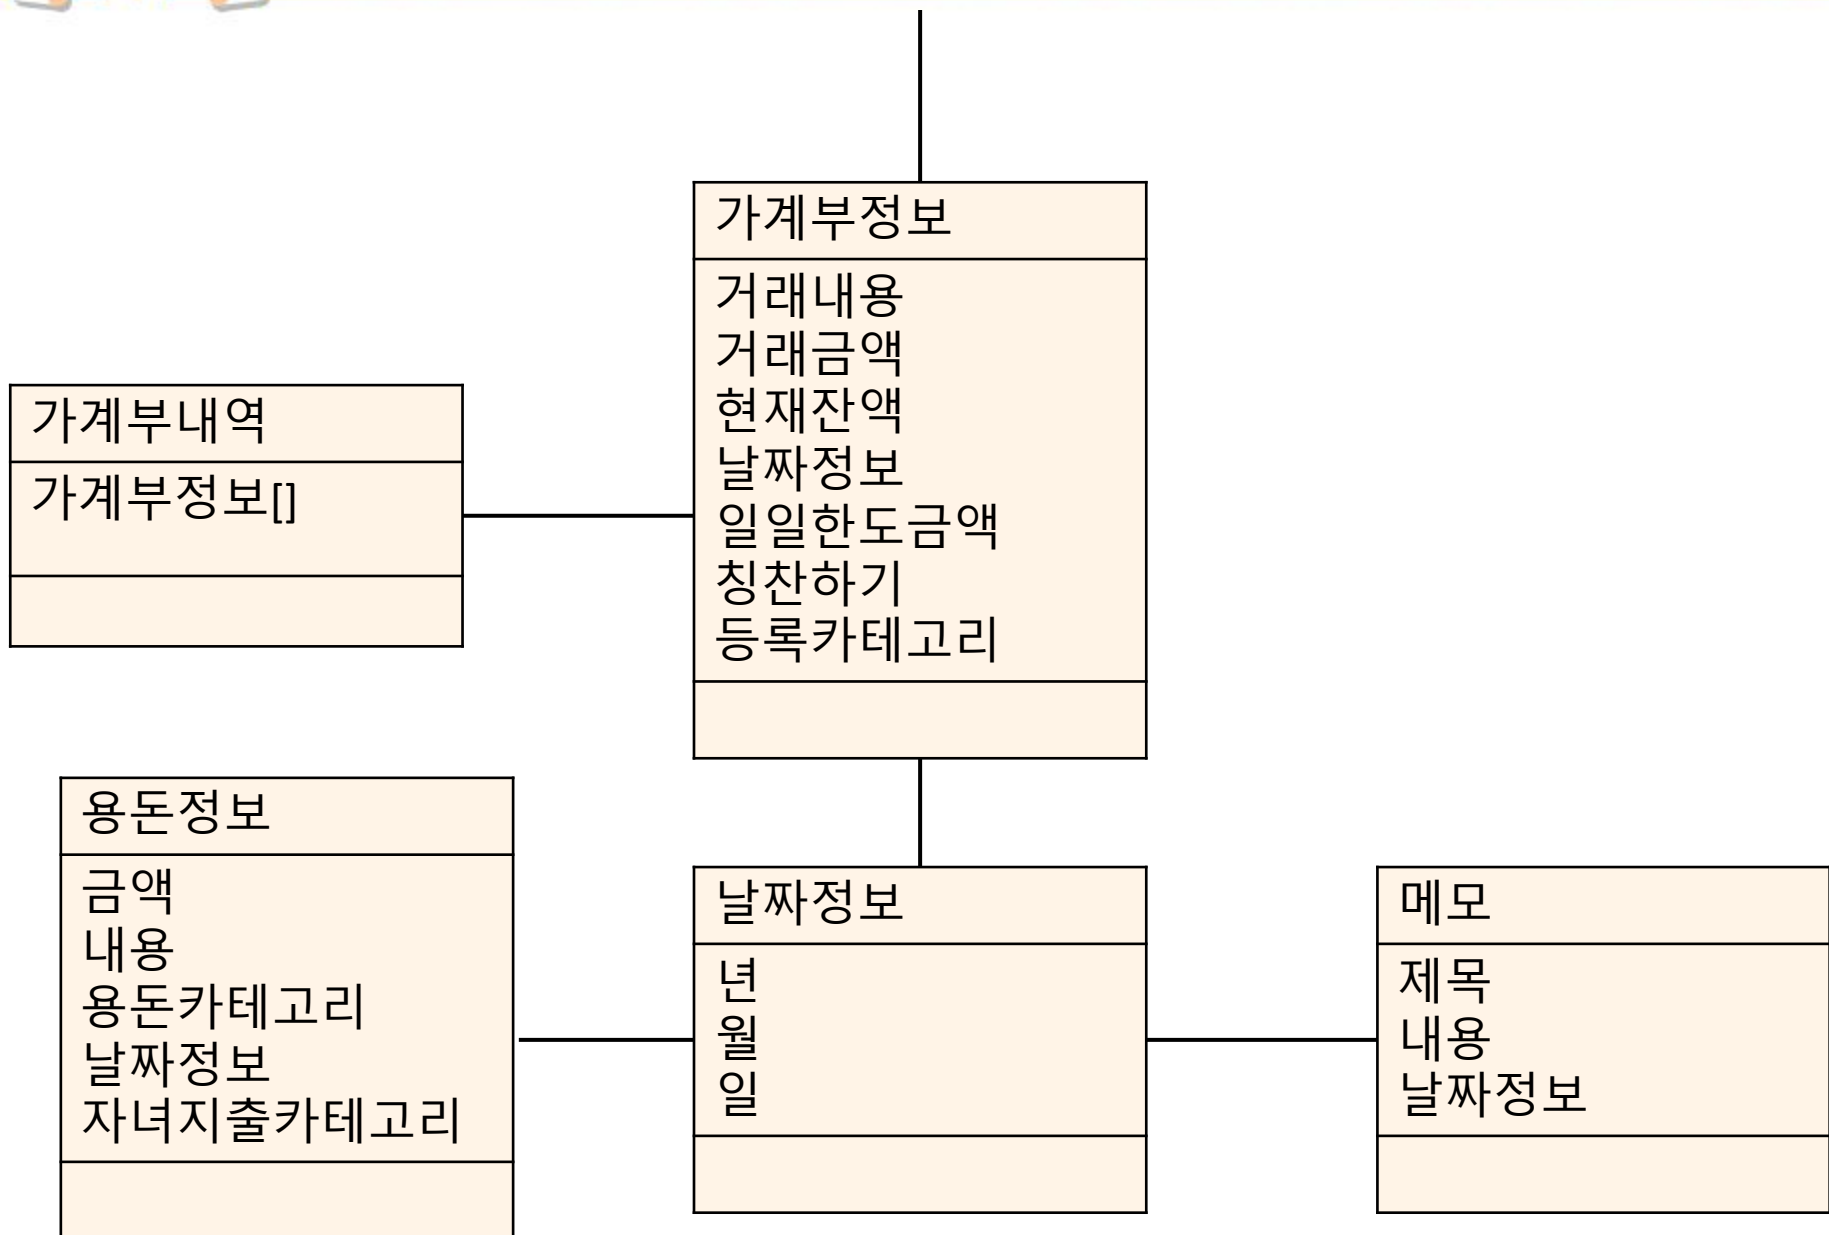 가계부정보
거래내용
거래금액
현재잔액
날짜정보
일일한도금액
칭찬하기
등록카테고리
가계부내역
가계부정보[]
용돈정보
금액
내용
용돈카테고리
날짜정보
자녀지출카테고리
날짜정보
년
월
일
메모
제목
내용
날짜정보